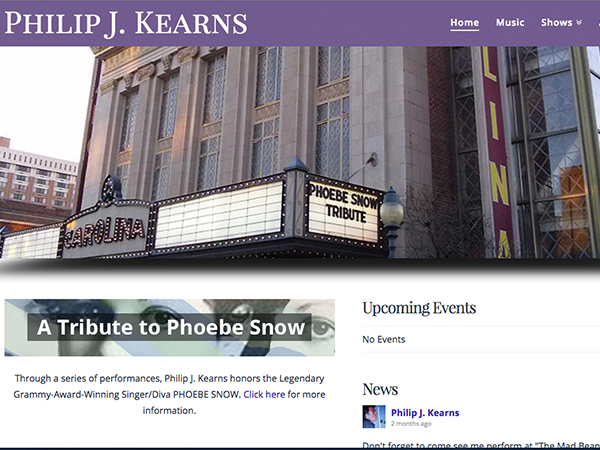 PHILIP J. KEARNS
Home Music Shows
CAROLINA
PHOEBE SNOW
TRIBUTE
LINA
A Tribute to Phoebe Snow
Through a series of performances, Philip J. Kearns honors the Legendary
Grammy-Award-Winning Singer/Diva PHOEBE SNOW. Click here for more
information.
Upcoming Events
No Events
News
Philip J. Kearns
2 months ago
Don't forget to come see me perform at "The Mad Bean